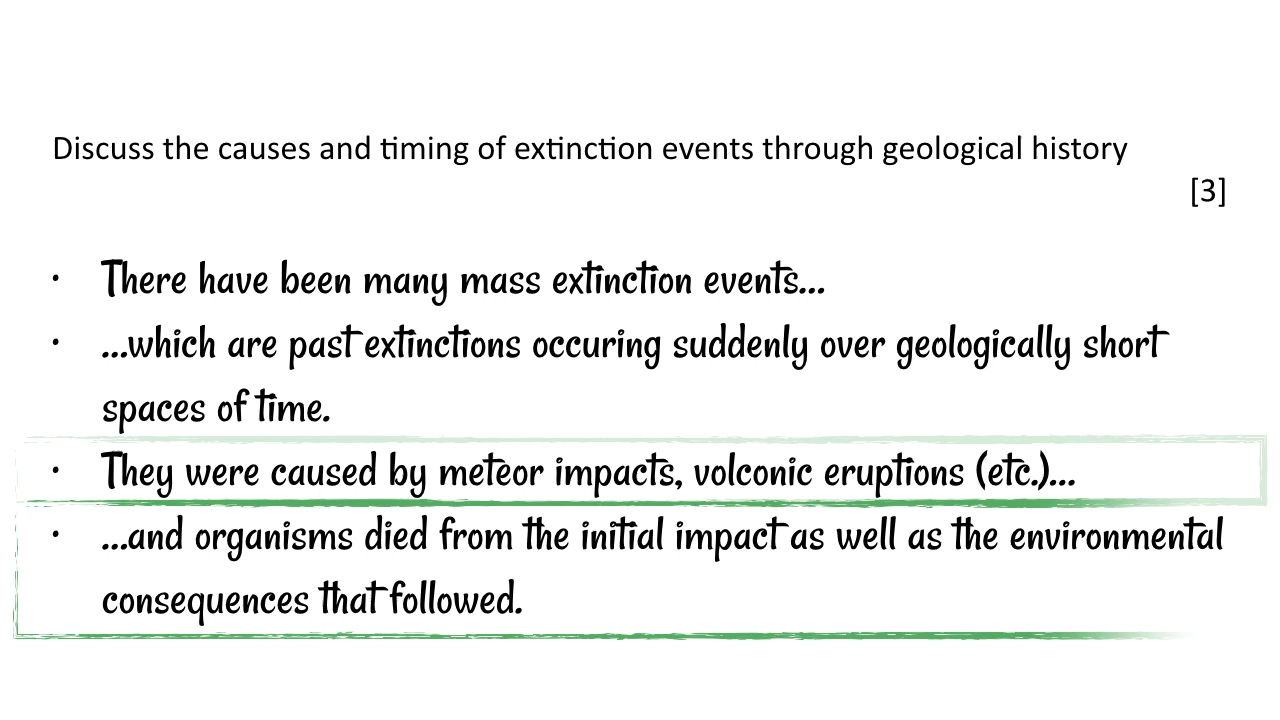 Discuss the causes and timing of extinction events through geological history
[3]
• There have been many mass extinction events...
• ...which are past extinctions occuring suddenly over geologically short
spaces of time.
• They were caused by meteor impacts, volconic eruptions (etc.)...
• ...and organisms died from the initial impact as well as the environmental
consequences that followed.